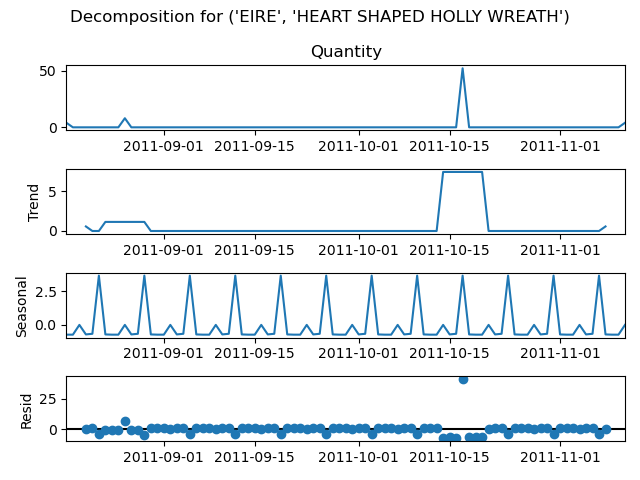 Decomposition for ('EIRE', 'HEART SHAPED HOLLY WREATH')
Quantity
50
0
2011-09-01 2011-09-15 2011-10-01 2011-10-15 2011-11-01
Trend
5
0
2011-09-01 2011-09-15 2011-10-01 2011-10-15 2011-11-01
Seasonal
2.5
0.0
2011-09-01 2011-09-15 2011-10-01 2011-10-15 2011-11-01
Resid
25
0
2011-09-01 2011-09-15 2011-10-01 2011-10-15 2011-11-01